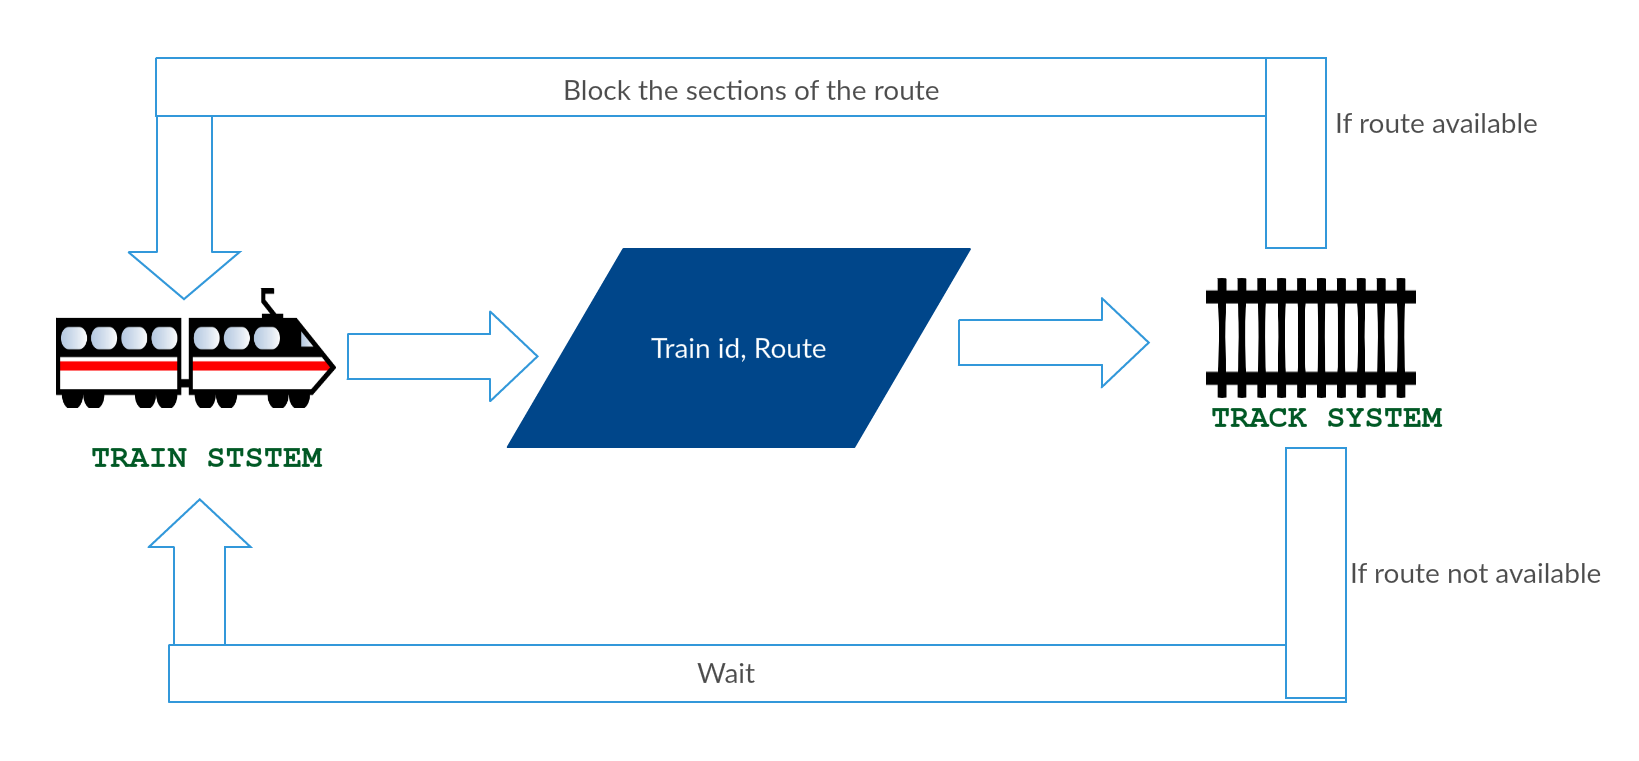 Block the sections of the route
If route available
Train id, Route
TRACK SYSTEM
TRAIN STSTEM
If route not available
Wait